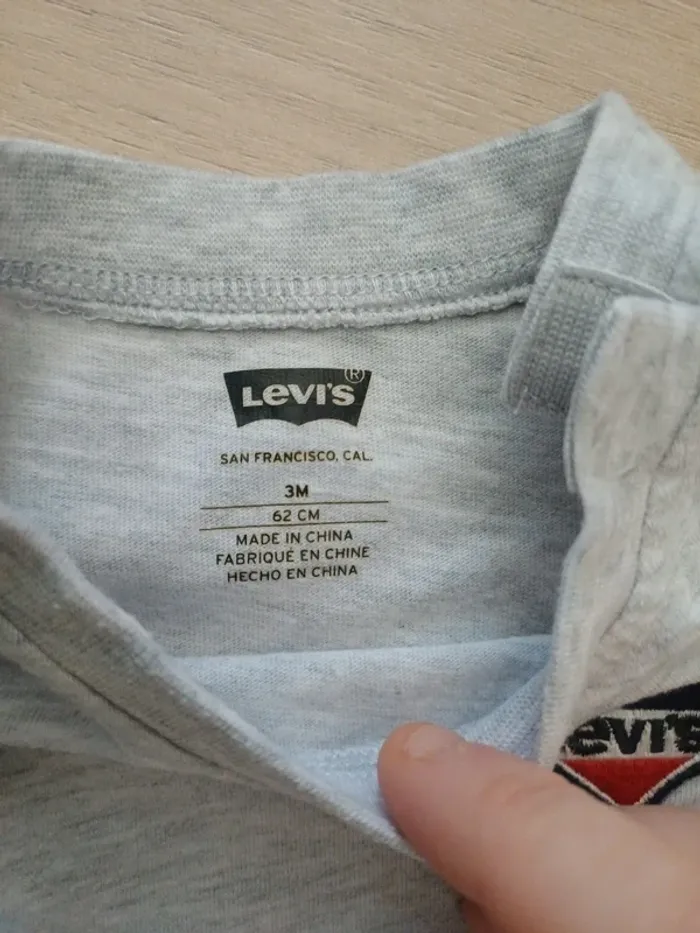 Levi's®
SAN FRANCISCO, CAL.
3M
62 CM
MADE IN CHINA
FABRIQUÉ EN CHINE
HECHO EN CHINA
Levi's